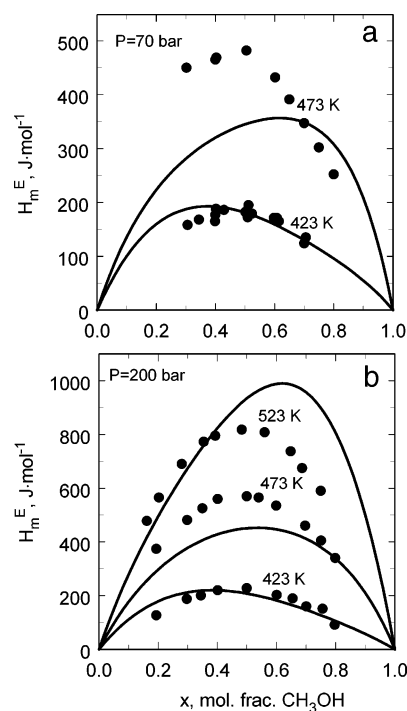 P=70 bar
a
500
400
300
200
100
0
H_m^E, J·mol⁻¹
473 K
423 K
0.0 0.2 0.4 0.6 0.8 1.0
P=200 bar
b
1000
800
600
400
200
0
H_m^E, J·mol⁻¹
523 K
473 K
423 K
0.0 0.2 0.4 0.6 0.8 1.0
x, mol. frac. CH₃OH